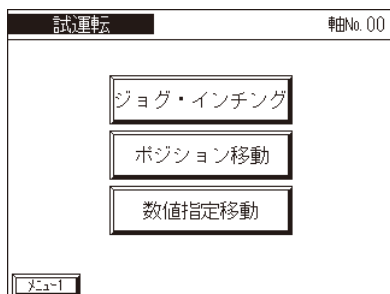 試運転
軸No. 00
ジョグ・インチング
ポジション移動
数値指定移動
ﾒﾆｭｰ1